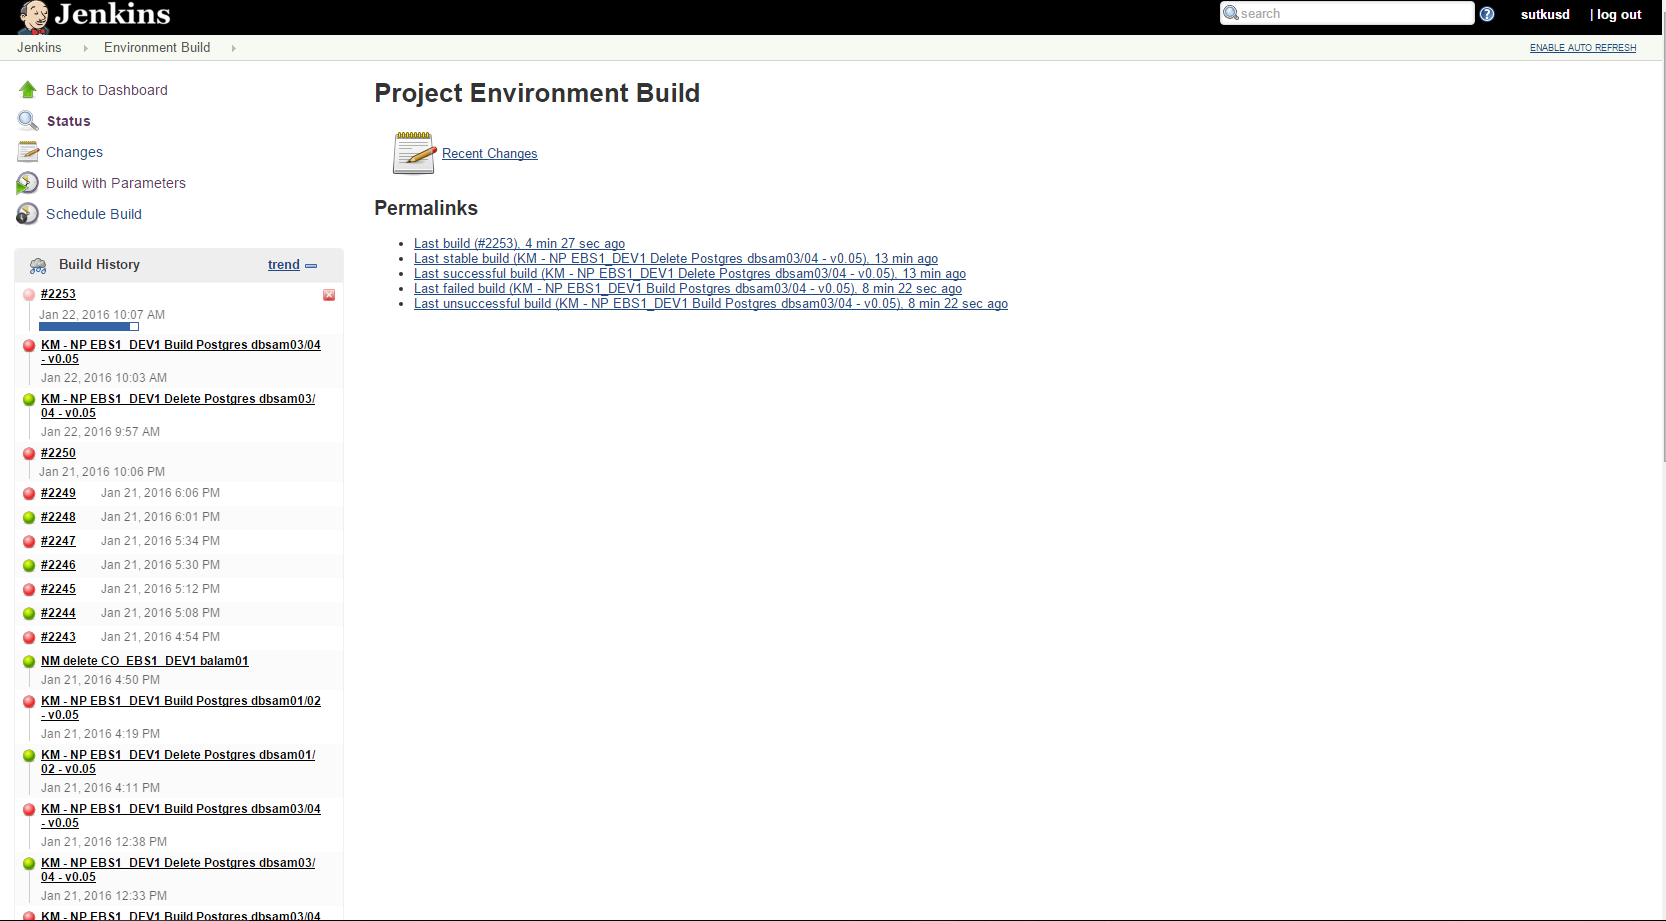 Jenkins
search
sutkusd
| log out
Jenkins
Environment Build
ENABLE AUTO REFRESH
Back to Dashboard
Status
Changes
Build with Parameters
Schedule Build
Project Environment Build
Recent Changes
Permalinks
Last build (#2253), 4 min 27 sec ago
Last stable build (KM - NP EBS1_DEV1 Delete Postgres dbsam03/04 - v0.05), 13 min ago
Last successful build (KM - NP EBS1_DEV1 Delete Postgres dbsam03/04 - v0.05), 13 min ago
Last failed build (KM - NP EBS1_DEV1 Build Postgres dbsam03/04 - v0.05), 8 min 22 sec ago
Last unsuccessful build (KM - NP EBS1_DEV1 Build Postgres dbsam03/04 - v0.05), 8 min 22 sec ago
Build History
trend
#2253
Jan 22, 2016 10:07 AM
KM - NP EBS1_DEV1 Build Postgres dbsam03/04
- v0.05
Jan 22, 2016 10:03 AM
KM - NP EBS1_DEV1 Delete Postgres dbsam03/
04 - v0.05
Jan 22, 2016 9:57 AM
#2250
Jan 21, 2016 10:06 PM
#2249 Jan 21, 2016 6:06 PM
#2248 Jan 21, 2016 6:01 PM
#2247 Jan 21, 2016 5:34 PM
#2246 Jan 21, 2016 5:30 PM
#2245 Jan 21, 2016 5:12 PM
#2244 Jan 21, 2016 5:08 PM
#2243 Jan 21, 2016 4:54 PM
NM delete CO_EBS1_DEV1 balam01
Jan 21, 2016 4:50 PM
KM - NP EBS1_DEV1 Build Postgres dbsam01/02
- v0.05
Jan 21, 2016 4:19 PM
KM - NP EBS1_DEV1 Delete Postgres dbsam01/
02 - v0.05
Jan 21, 2016 4:11 PM
KM - NP EBS1_DEV1 Build Postgres dbsam03/04
- v0.05
Jan 21, 2016 12:38 PM
KM - NP EBS1_DEV1 Delete Postgres dbsam03/
04 - v0.05
Jan 21, 2016 12:33 PM
KM - NP EBS1_DEV1 Build Postgres dbsam03/04